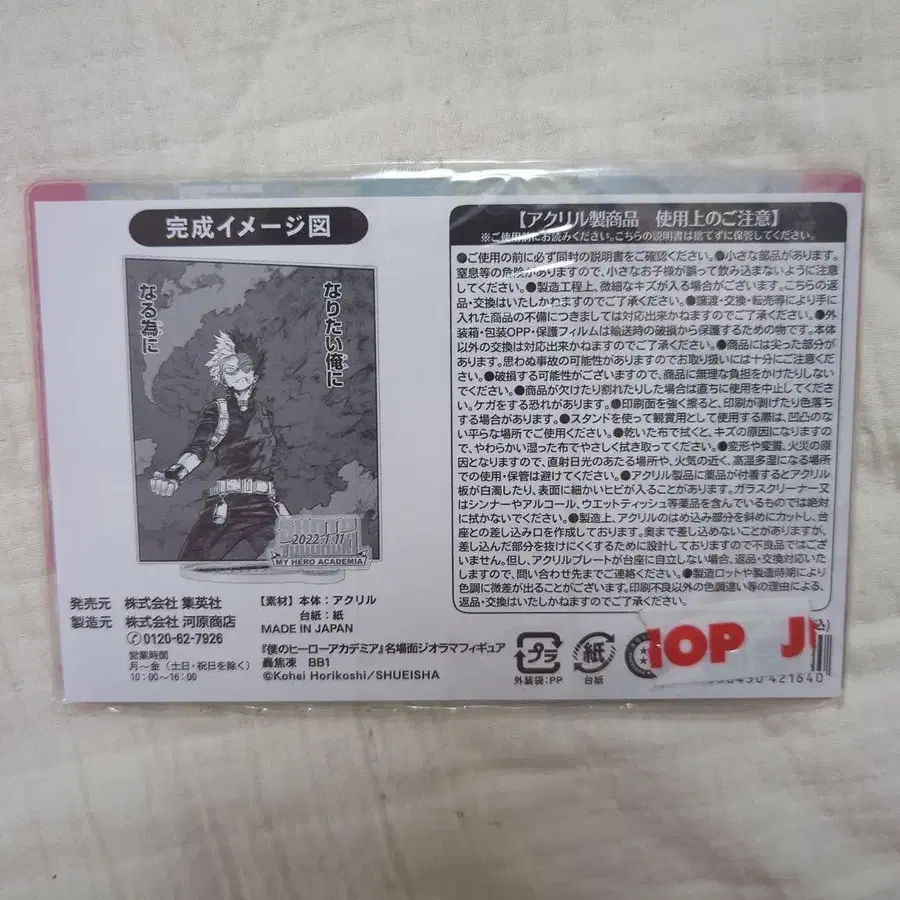 完成イメージ図
なりたい俺に
なる為に
SHOTO
TODOROKI
2022.1.11
MY HERO ACADEMIA
発売元 株式会社 集英社
製造元 株式会社 河原商店
0120-62-7926
営業時間
月~金(土日・祝日を除く)
10:00~16:00
【素材】本体:アクリル
台紙:紙
MADE IN JAPAN
『僕のヒーローアカデミア』名場面ジオラマフィギュア
轟焦凍 BB1
©Kohei Horikoshi/SHUEISHA
【アクリル製商品 使用上のご注意】
※ご使用前にお読みください。こちらの説明書は捨てずに保管してください。
●ご使用の前に必ず同封の説明書をご確認ください。●小さな部品があります。
窒息等の危険がありますので、小さなお子様が誤って飲み込まないように注意
してください。●製造工程上、微細なキズが入る場合がございます。こちらの返
品・交換はいたしかねますのでご了承ください。●譲渡・交換・転売等により手に
入れた商品の不備につきましては対応出来かねますのでご了承ください。●外
装箱・包装OPP・保護フィルムは輸送時の破損から保護するための物です。本体
以外の交換は対応出来かねますのでご了承ください。●商品には尖った部分が
あります。思わぬ事故の可能性がありますのでお取り扱いには十分にご注意くださ
い。●破損する可能性がございますので、商品に無理な負担をかけたりしない
でください。●商品が欠けたり割れたりした場合は直ちに使用を中止してくださ
い。ケガをする恐れがあります。●印刷面を強く擦ると、印刷が剥げたり色落ち
する場合があります。●スタンドを使って観賞用として使用する際は、凹凸のな
い平らな場所でご使用ください。●乾いた布で拭くと、キズの原因になりますの
で、やわらかい湿った布でやさしく拭き取ってください。●変形や変質、火災の原
因となりますので、直射日光のあたる場所や、火気の近く、高温多湿になる場所
での使用・保管は避けてください。●アクリル製品に薬品が付着するとアクリル
板が白濁したり、表面に細かいヒビが入ることがあります。ガラスクリーナー又
はシンナーやアルコール、ウエットティッシュ等薬品を含んでいるものでは絶対
に拭かないでください。●製造上、アクリルのはめ込み部分を斜めにカットし、台
座との差し込み口を作成しております。奥まで差し込めないことがありますが、
差し込んだ部分を抜けにくくするために設計しておりますので不良品ではござ
いません。但し、アクリルプレートが台座に自立しない場合、返品・交換対応いた
しますので、問い合わせ先までご連絡ください。●製造ロットや製造時期により
色調に微差が出ることがございます。印刷不良以外の色調違い等の理由による、
返品・交換はいたしかねますのでご了承ください。
プラ
外装袋:PP
紙
台紙
HOP JU
込)
421640